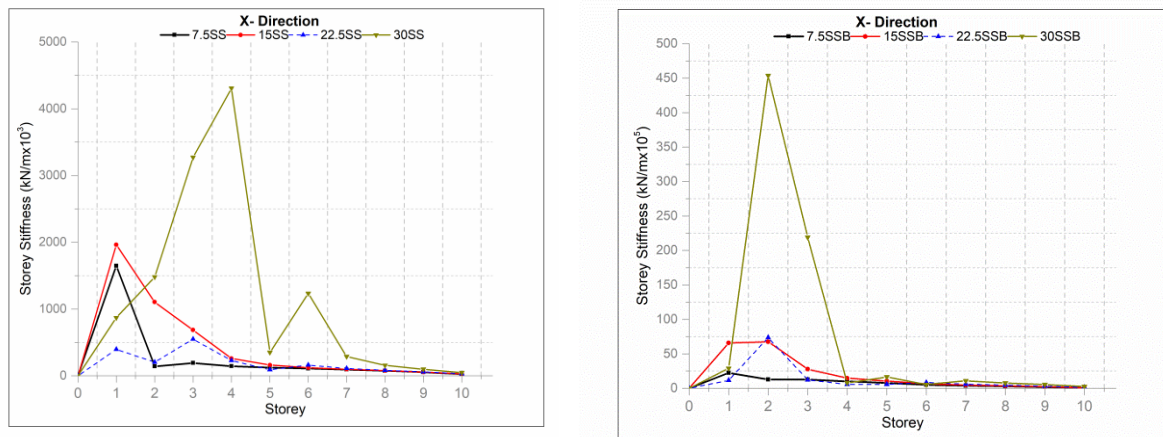 X- Direction
7.5SS 15SS 22.5SS 30SS
5000
4000
3000
2000
1000
0
Storey Stiffness (kN/mx10³)
0 1 2 3 4 5 6 7 8 9 10
Storey
X- Direction
7.5SSB 15SSB 22.5SSB 30SSB
500
450
400
350
300
250
200
150
100
50
0
Storey Stiffness (kN/mx10⁵)
0 1 2 3 4 5 6 7 8 9 10
Storey